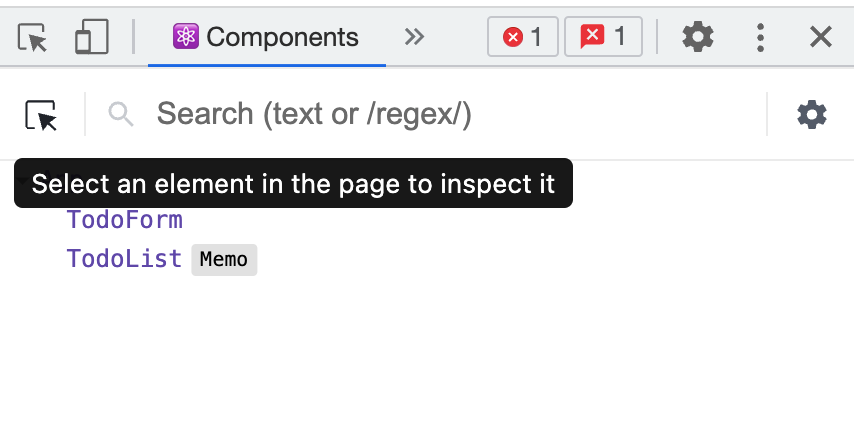 Components » 1 1
Search (text or /regex/)
Select an element in the page to inspect it
TodoForm
TodoList Memo